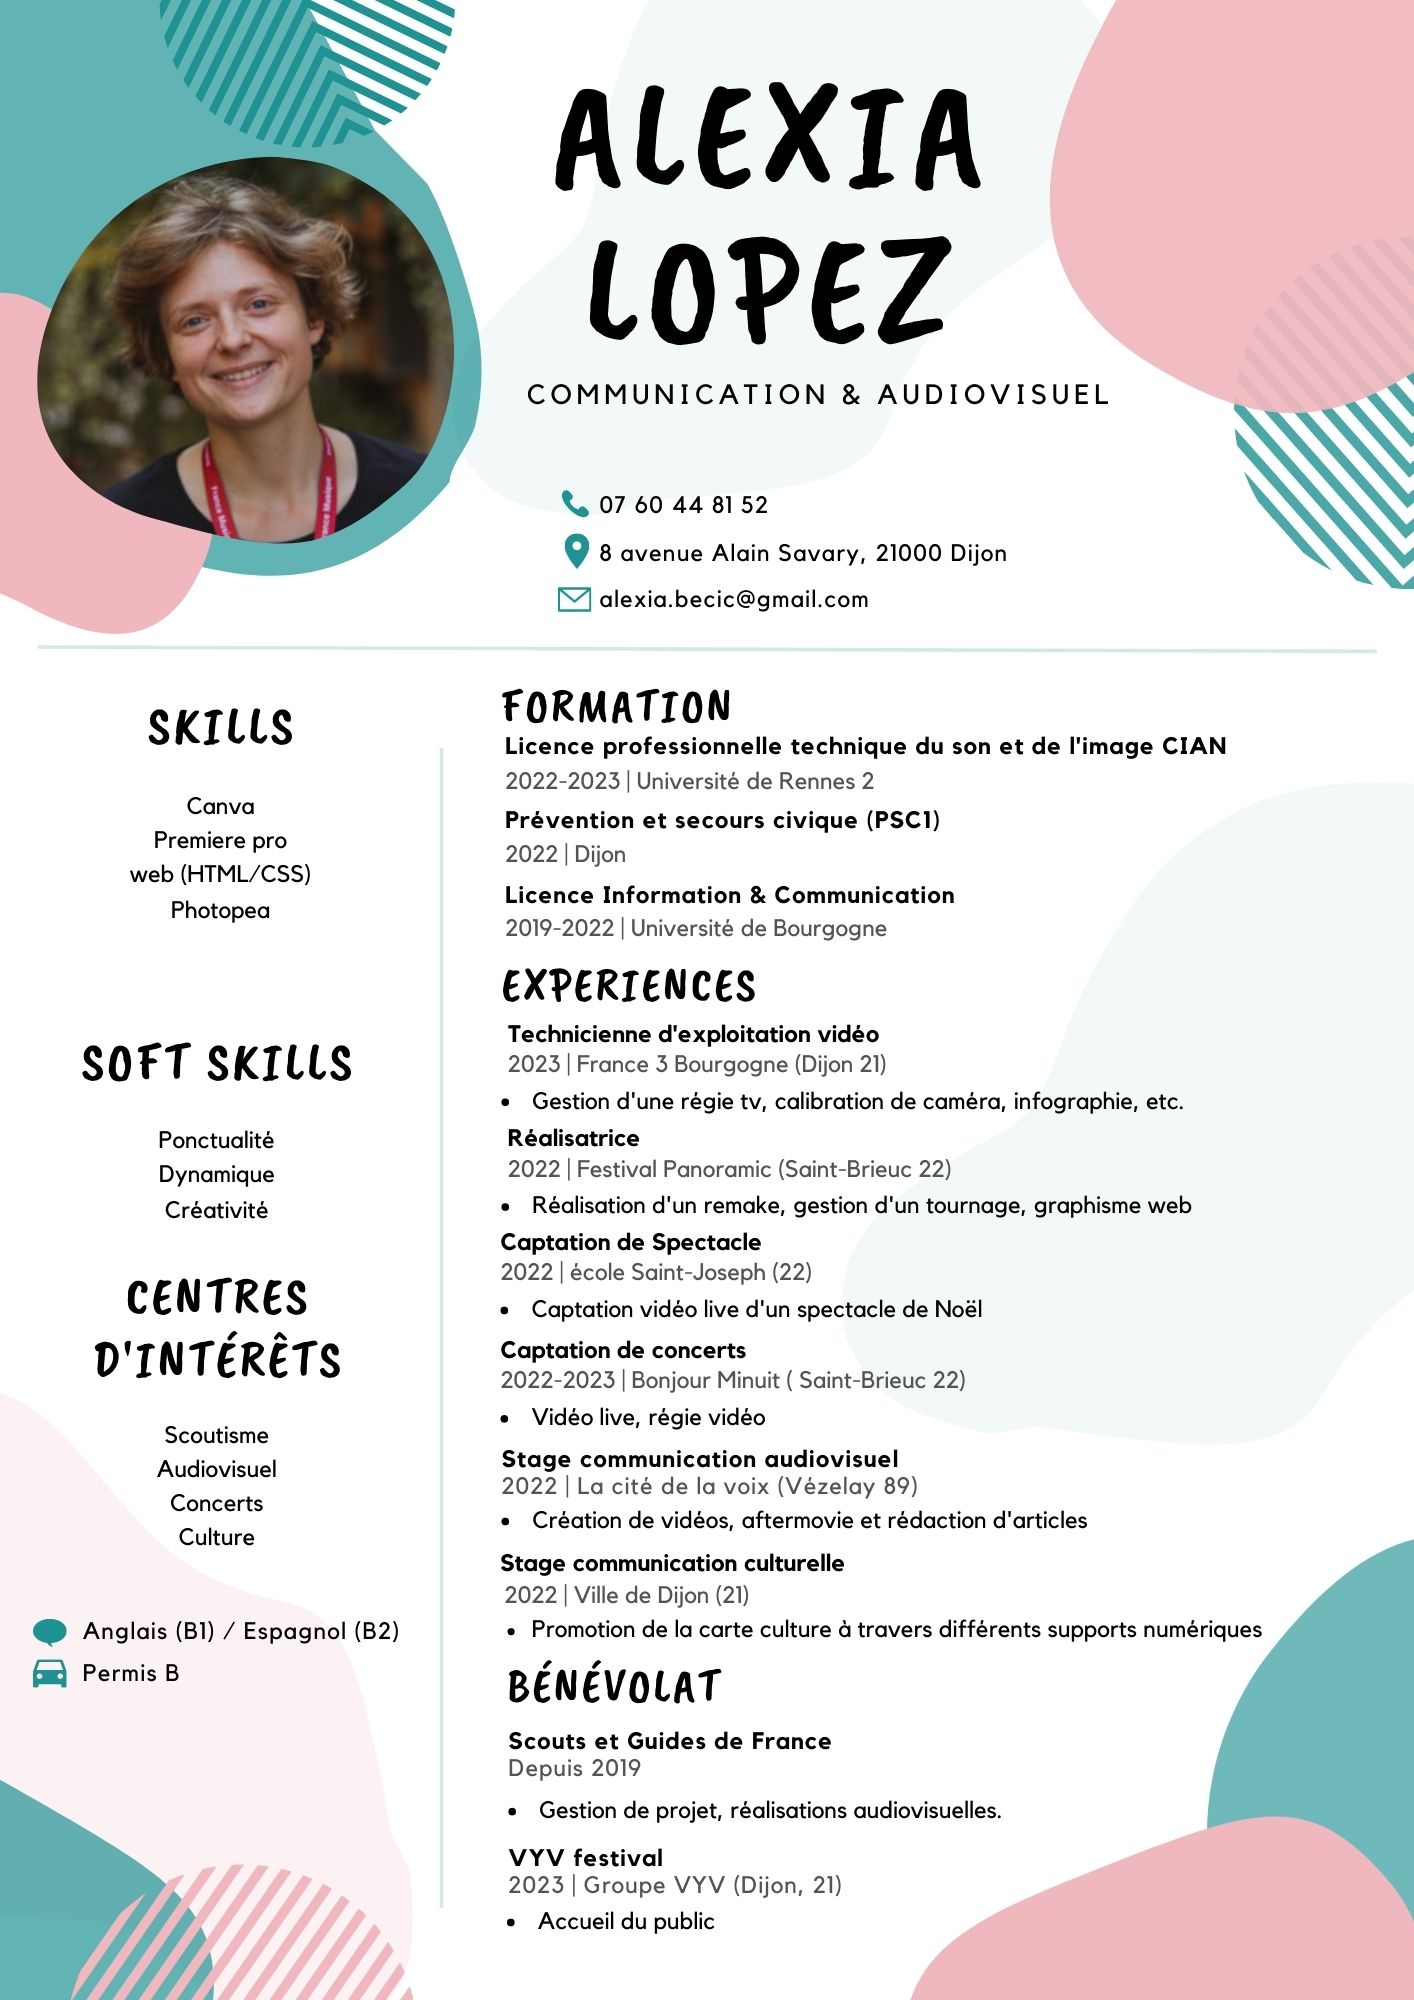 ALEXIA
LOPEZ
COMMUNICATION & AUDIOVISUEL
07 60 44 81 52
8 avenue Alain Savary, 21000 Dijon
alexia.becic@gmail.com
SKILLS
Canva
Premiere pro
web (HTML/CSS)
Photopea
SOFT SKILLS
Ponctualité
Dynamique
Créativité
CENTRES
D'INTÉRÊTS
Scoutisme
Audiovisuel
Concerts
Culture
Anglais (B1) / Espagnol (B2)
Permis B
FORMATION
Licence professionnelle technique du son et de l'image CIAN
2022-2023 | Université de Rennes 2
Prévention et secours civique (PSC1)
2022 | Dijon
Licence Information & Communication
2019-2022 | Université de Bourgogne
EXPERIENCES
Technicienne d'exploitation vidéo
2023 | France 3 Bourgogne (Dijon 21)
• Gestion d'une régie tv, calibration de caméra, infographie, etc.
Réalisatrice
2022 | Festival Panoramic (Saint-Brieuc 22)
• Réalisation d'un remake, gestion d'un tournage, graphisme web
Captation de Spectacle
2022 | école Saint-Joseph (22)
• Captation vidéo live d'un spectacle de Noël
Captation de concerts
2022-2023 | Bonjour Minuit ( Saint-Brieuc 22)
• Vidéo live, régie vidéo
Stage communication audiovisuel
2022 | La cité de la voix (Vézelay 89)
• Création de vidéos, aftermovie et rédaction d'articles
Stage communication culturelle
2022 | Ville de Dijon (21)
• Promotion de la carte culture à travers différents supports numériques
BÉNÉVOLAT
Scouts et Guides de France
Depuis 2019
• Gestion de projet, réalisations audiovisuelles.
VYV festival
2023 | Groupe VYV (Dijon, 21)
• Accueil du public